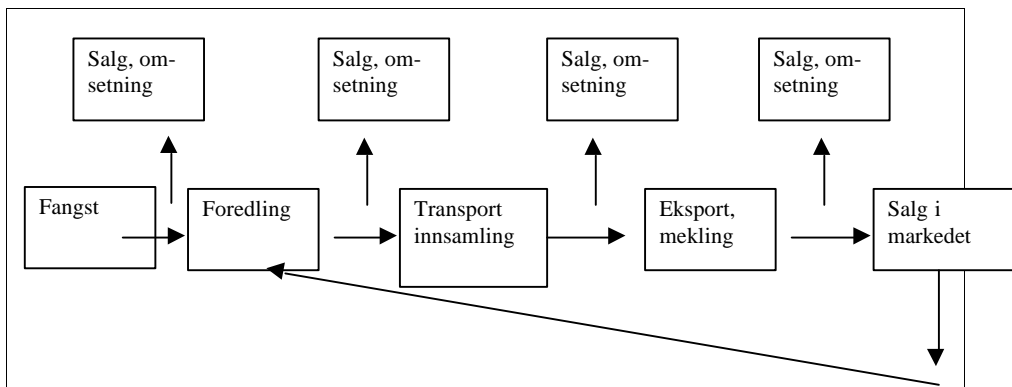 Salg, om-
setning
Salg, om-
setning
Salg, om-
setning
Salg, om-
setning
Fangst
Foredling
Transport
innsamling
Eksport,
mekling
Salg i
markedet